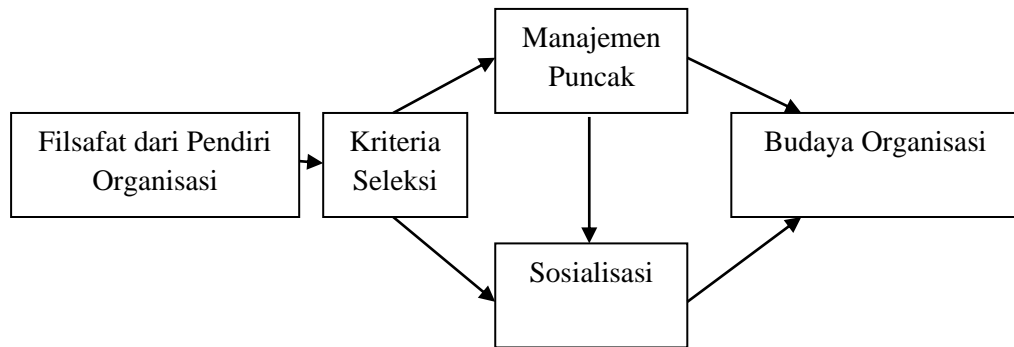 Filsafat dari Pendiri
Organisasi
Kriteria
Seleksi
Manajemen
Puncak
Sosialisasi
Budaya Organisasi